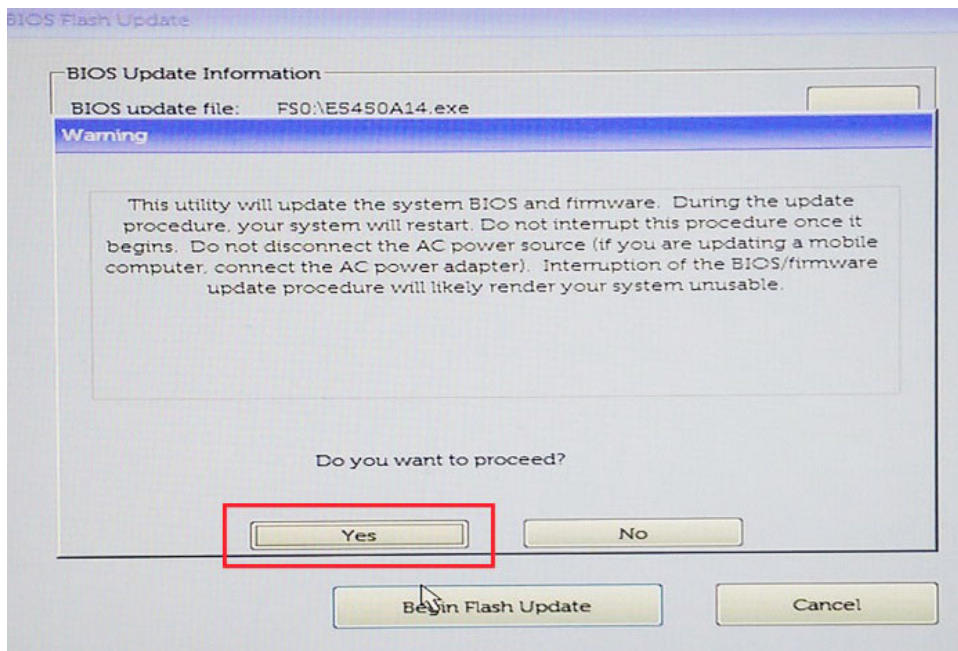 BIOS Flash Update
BIOS Update Information
BIOS update file: FS0:\E5450A14.exe
Warning
This utility will update the system BIOS and firmware. During the update
procedure, your system will restart. Do not interrupt this procedure once it
begins. Do not disconnect the AC power source (if you are updating a mobile
computer, connect the AC power adapter). Interruption of the BIOS/firmware
update procedure will likely render your system unusable.
Do you want to proceed?
Yes No
Begin Flash Update Cancel